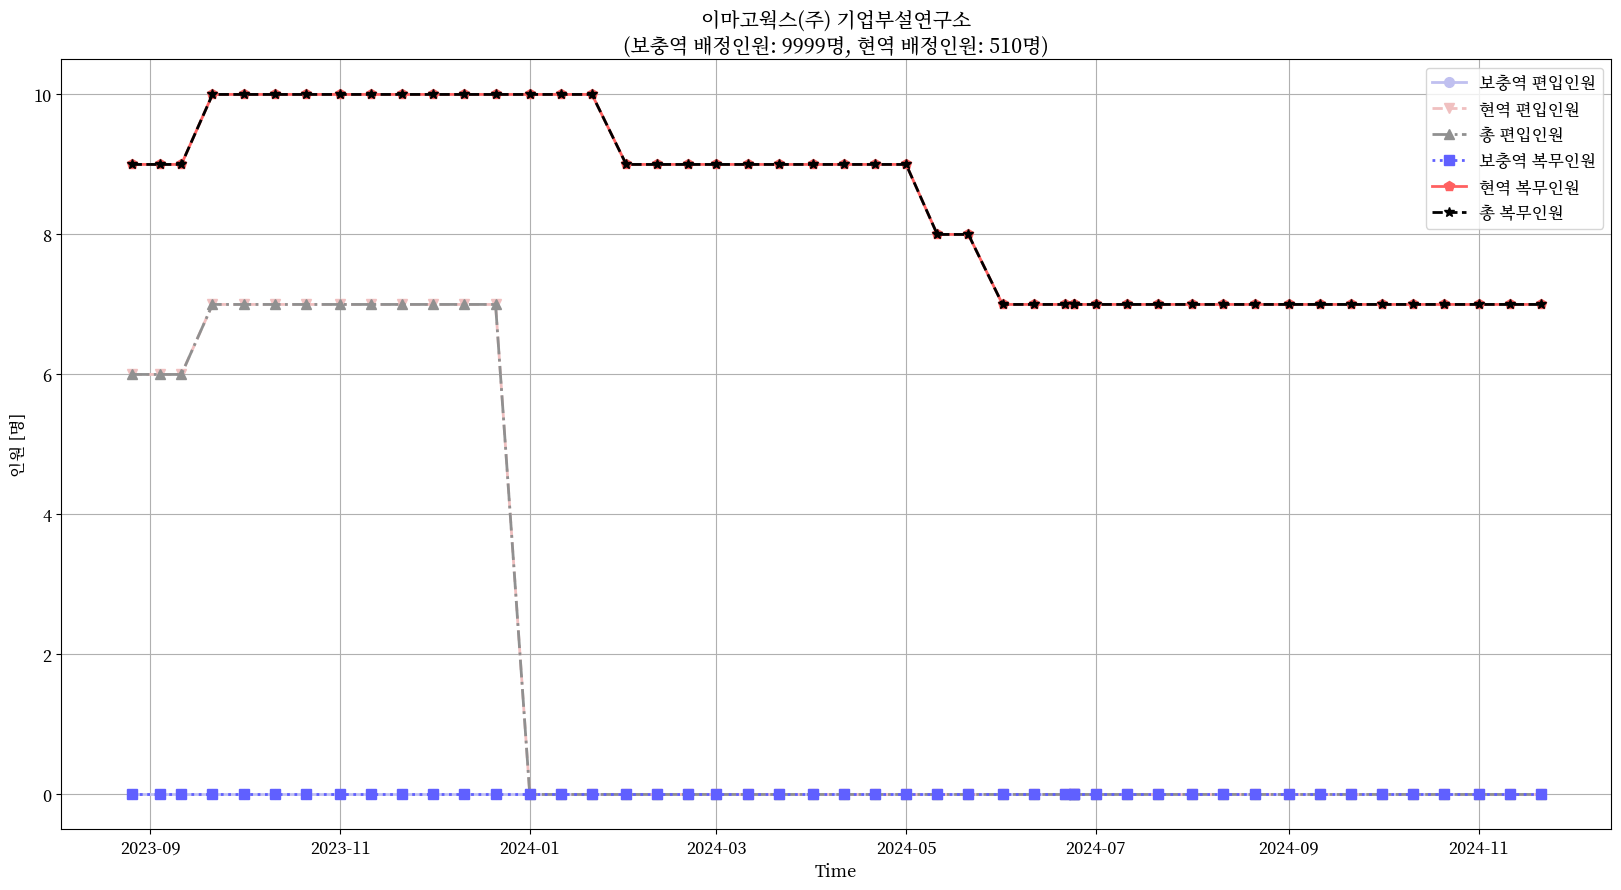 이마고웍스(주) 기업부설연구소
(보충역 배정인원: 9999명, 현역 배정인원: 510명)
보충역 편입인원
현역 편입인원
총 편입인원
보충역 복무인원
현역 복무인원
총 복무인원
인원 [명]
10
8
6
4
2
0
2023-09
2023-11
2024-01
2024-03
2024-05
2024-07
2024-09
2024-11
Time